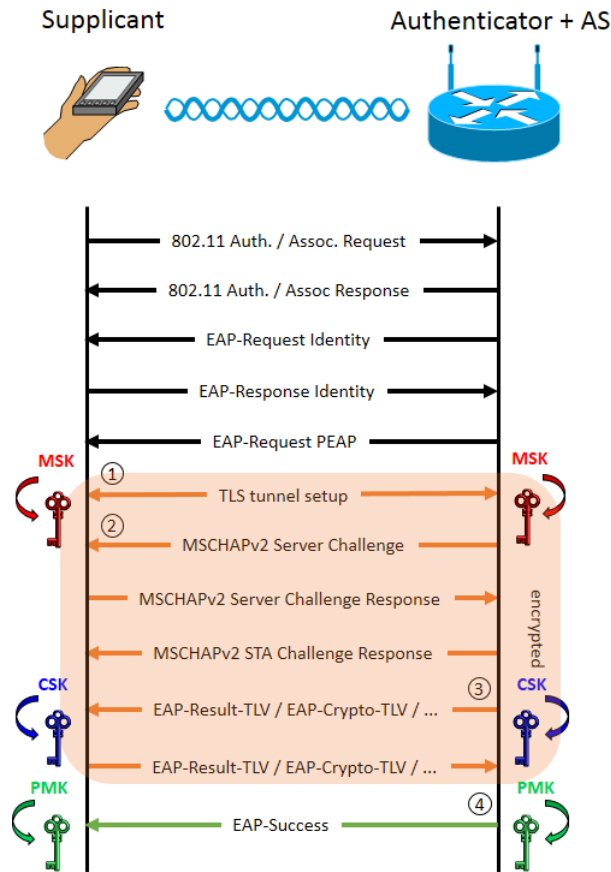 Supplicant
Authenticator + AS
802.11 Auth. / Assoc. Request
802.11 Auth. / Assoc Response
EAP-Request Identity
EAP-Response Identity
EAP-Request PEAP
MSK
1
MSK
TLS tunnel setup
2
MSCHAPv2 Server Challenge
MSCHAPv2 Server Challenge Response
encrypted
MSCHAPv2 STA Challenge Response
CSK
3
CSK
EAP-Result-TLV / EAP-Crypto-TLV / ...
EAP-Result-TLV / EAP-Crypto-TLV / ...
PMK
4
PMK
EAP-Success